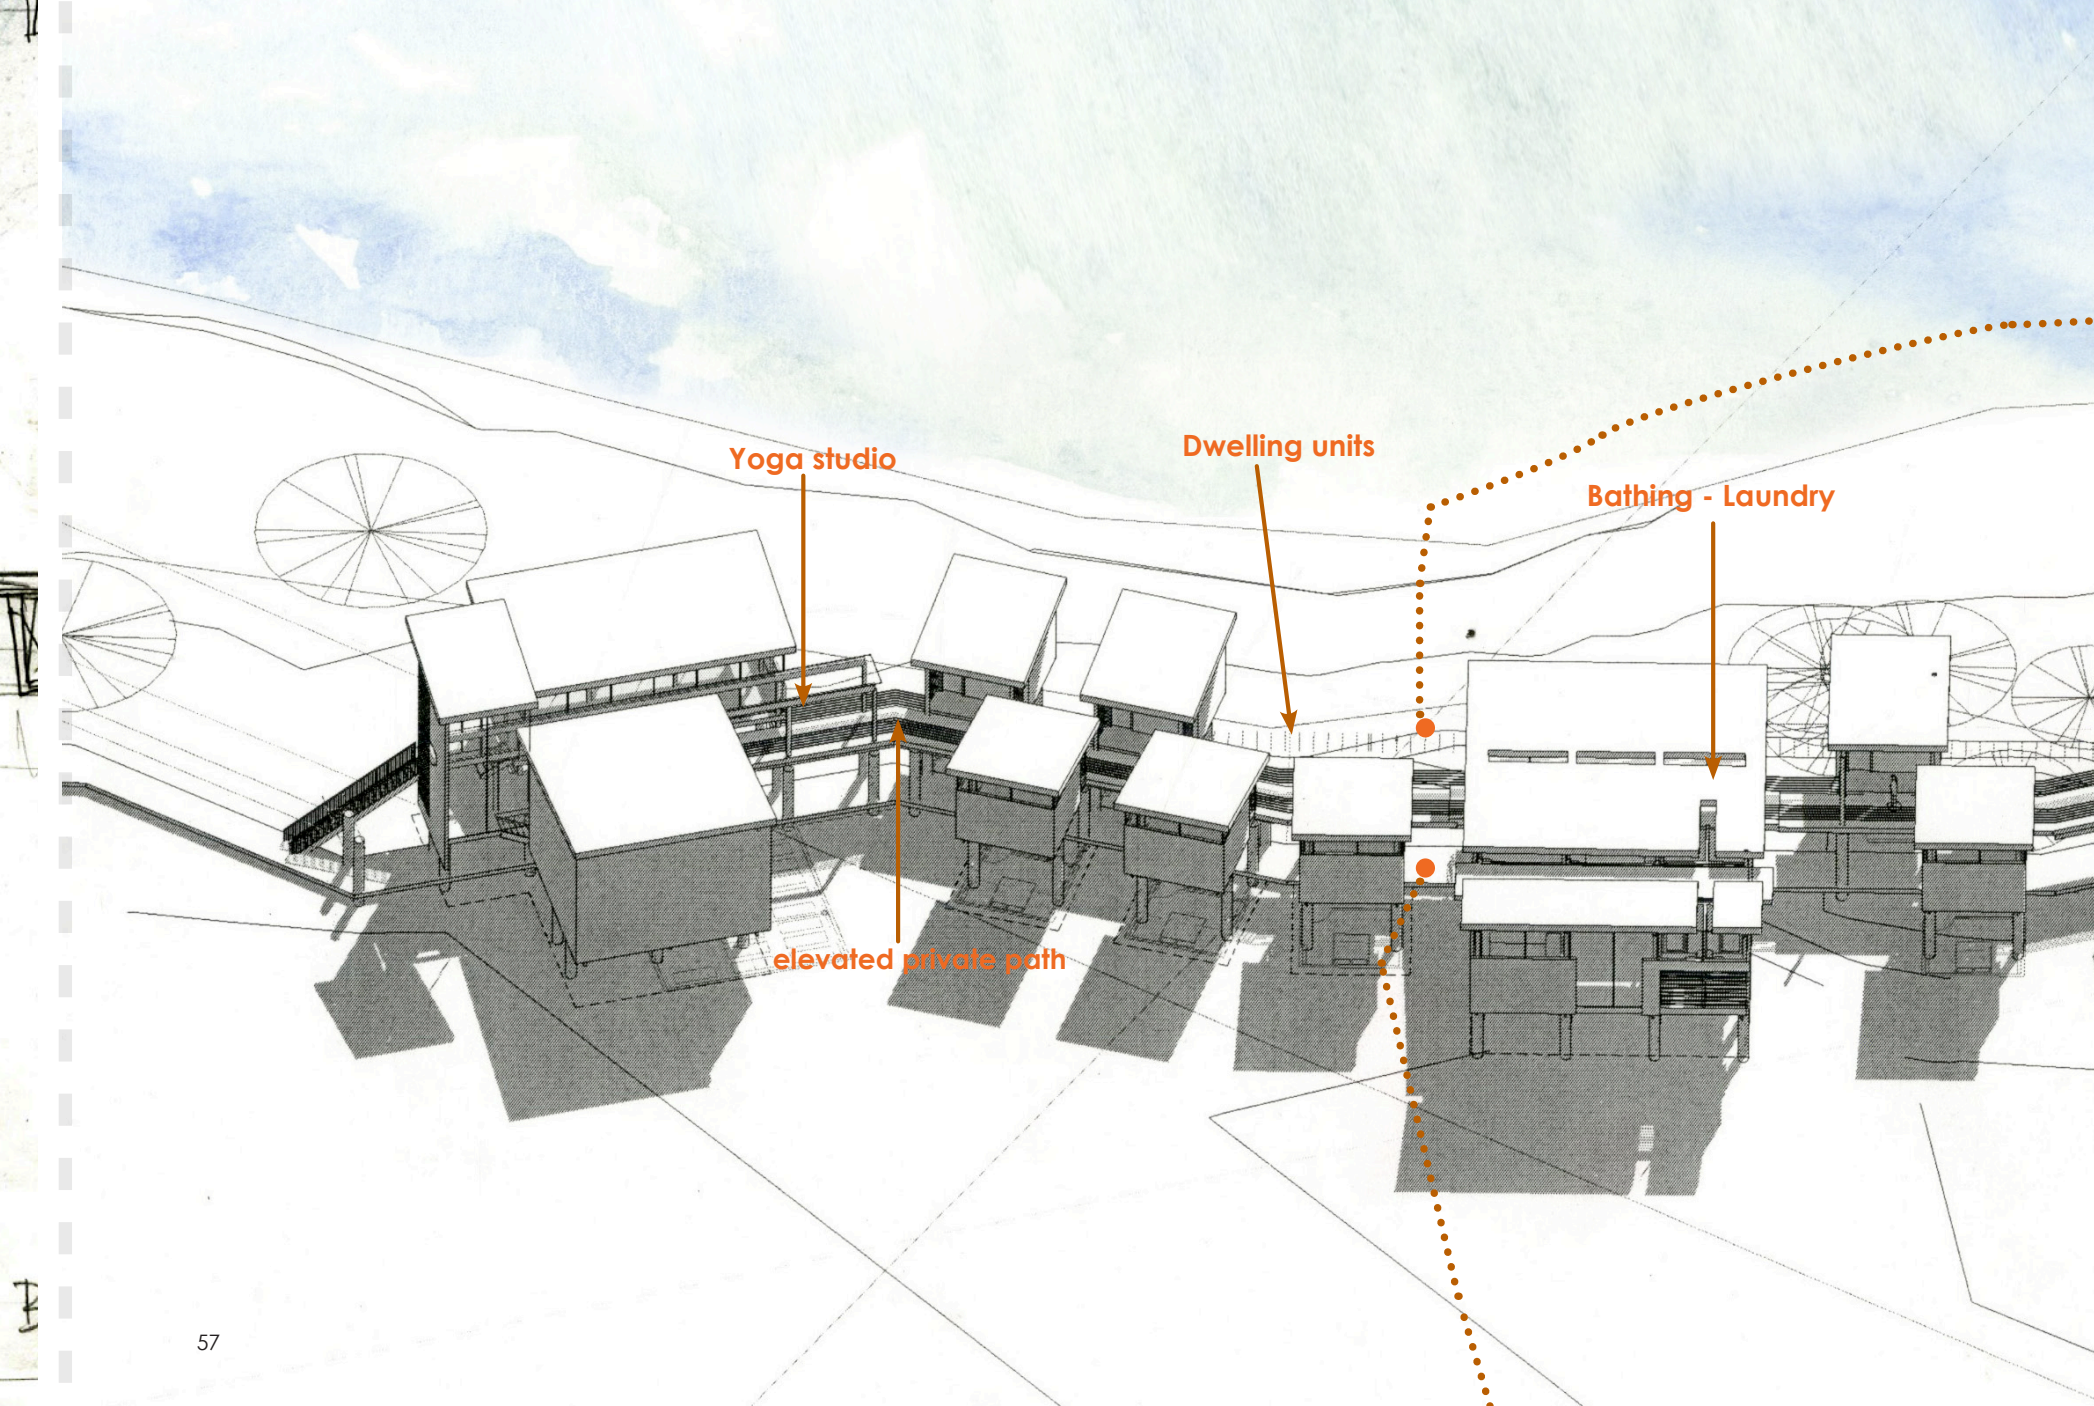 Yoga studio
Dwelling units
Bathing - Laundry
elevated private path
57